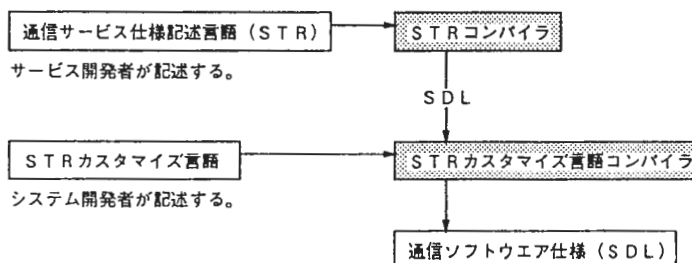 通信サービス仕様記述言語（ＳＴＲ）
ＳＴＲコンパイラ
サービス開発者が記述する。
ＳＤＬ
ＳＴＲカスタマイズ言語
ＳＴＲカスタマイズ言語コンパイラ
システム開発者が記述する。
通信ソフトウエア仕様（ＳＤＬ）